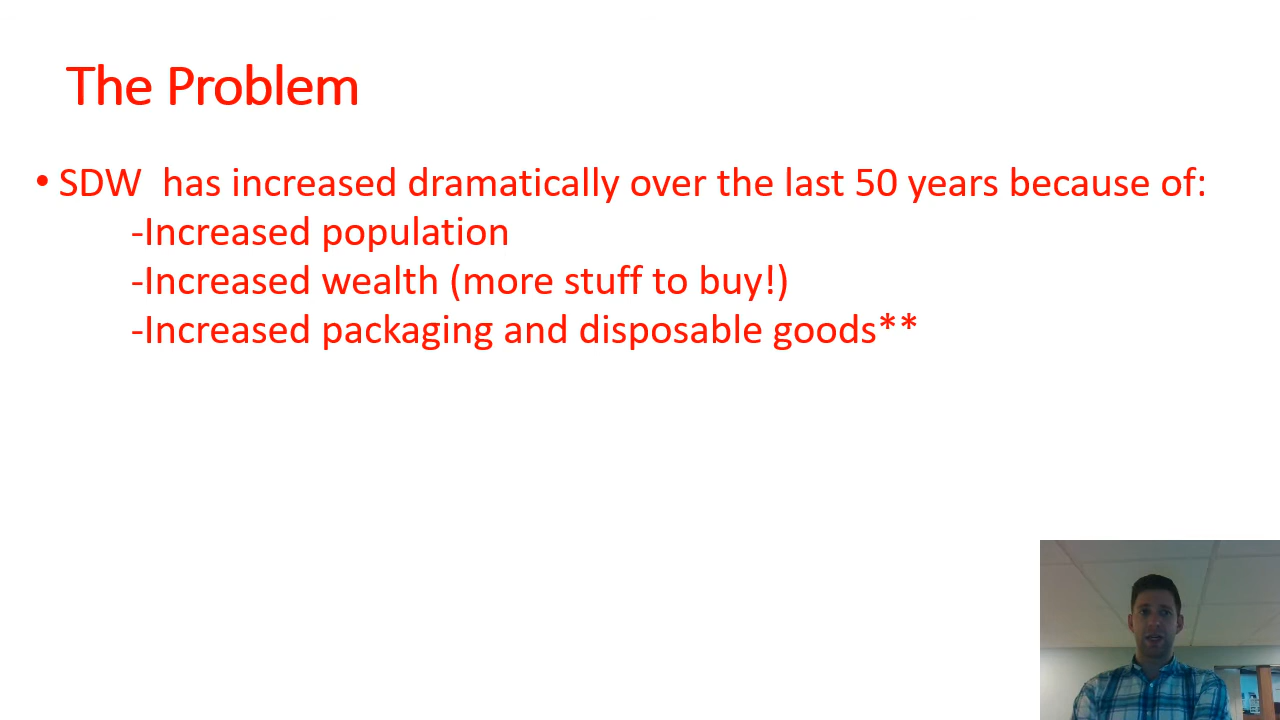 The Problem
• SDW  has increased dramatically over the last 50 years because of:
-Increased population
-Increased wealth (more stuff to buy!)
-Increased packaging and disposable goods**